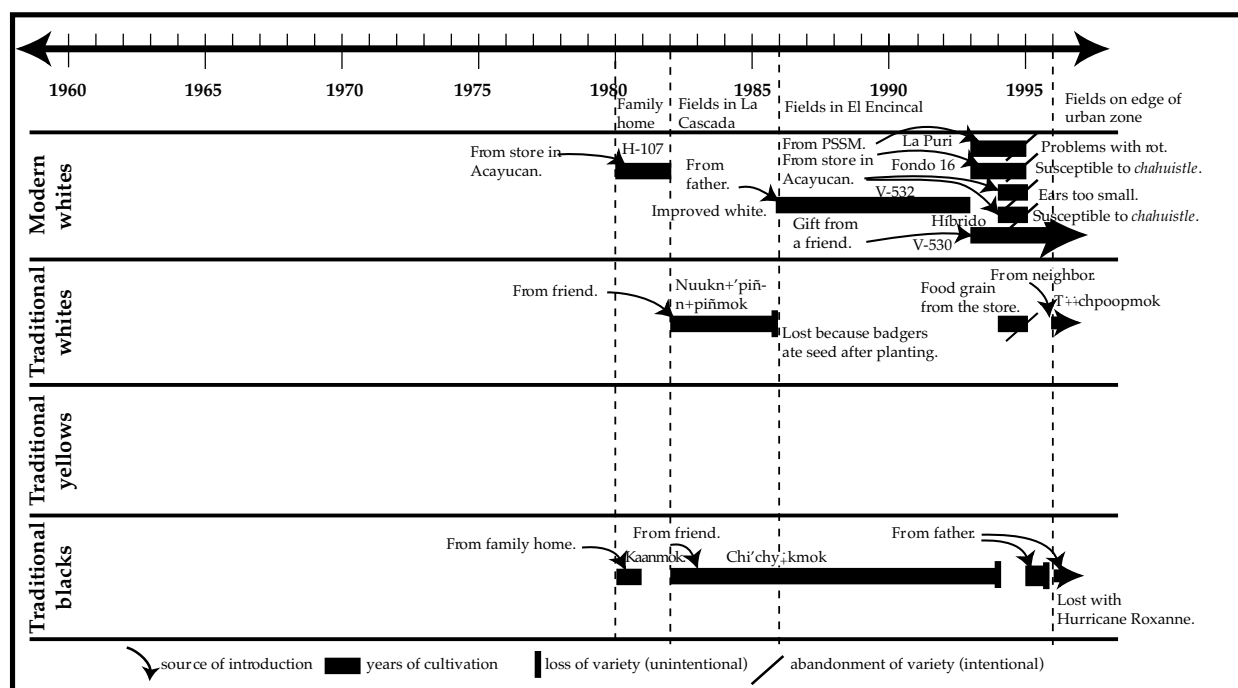 1960 1965 1970 1975 1980 1985 1990 1995
Family
home
Fields in La
Cascada
Fields in El Encincal
Fields on edge of
urban zone
Modern
whites
From store in
Acayucan.
H-107
From
father.
Improved white.
From PSSM.
From store in
Acayucan.
La Puri
Fondo 16
V-532
Híbrido
V-530
Gift from
a friend.
Problems with rot.
Susceptible to chahuistle.
Ears too small.
Susceptible to chahuistle.
Traditional
whites
From friend.
Nuukn+'piñ-
n+piñmok
Lost because badgers
ate seed after planting.
Food grain
from the store.
From neighbor.
T++chpoopmok
Traditional
yellows
Traditional
blacks
From family home.
Kaanmok
From friend.
Chi'chy+kmok
From father.
Lost with
Hurricane Roxanne.
source of introduction years of cultivation loss of variety (unintentional) abandonment of variety (intentional)